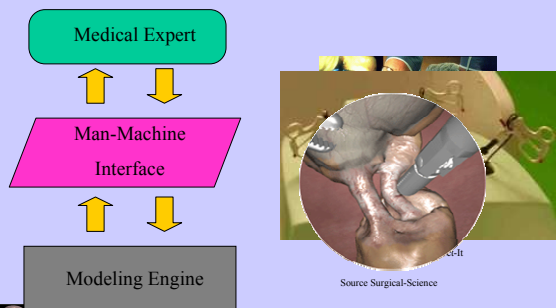 Medical Expert
Man-Machine
Interface
Modeling Engine
Source Surgical-Science